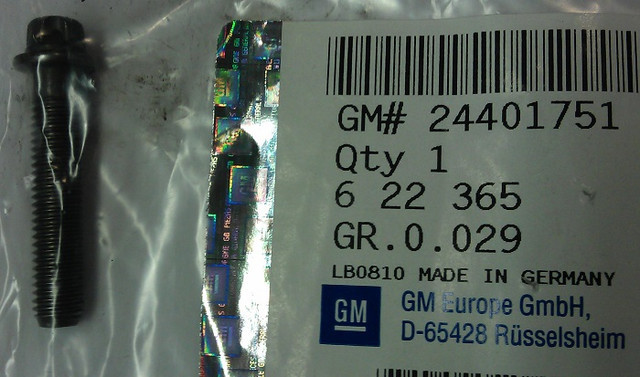 GM# 24401751
Qty 1
6 22 365
GR.0.029
LB0810 MADE IN GERMANY
GM
GM Europe GmbH,
D-65428 Rüsselsheim